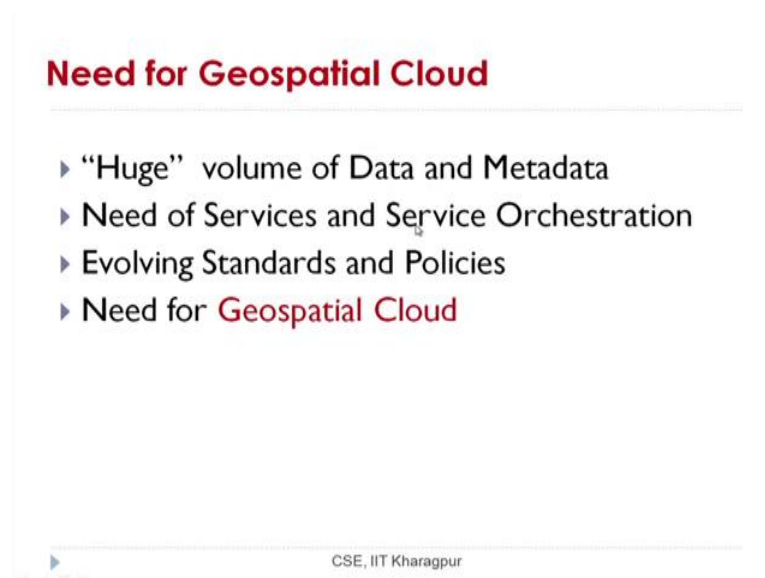 Need for Geospatial Cloud
“Huge” volume of Data and Metadata
Need of Services and Service Orchestration
Evolving Standards and Policies
Need for Geospatial Cloud
CSE, IIT Kharagpur